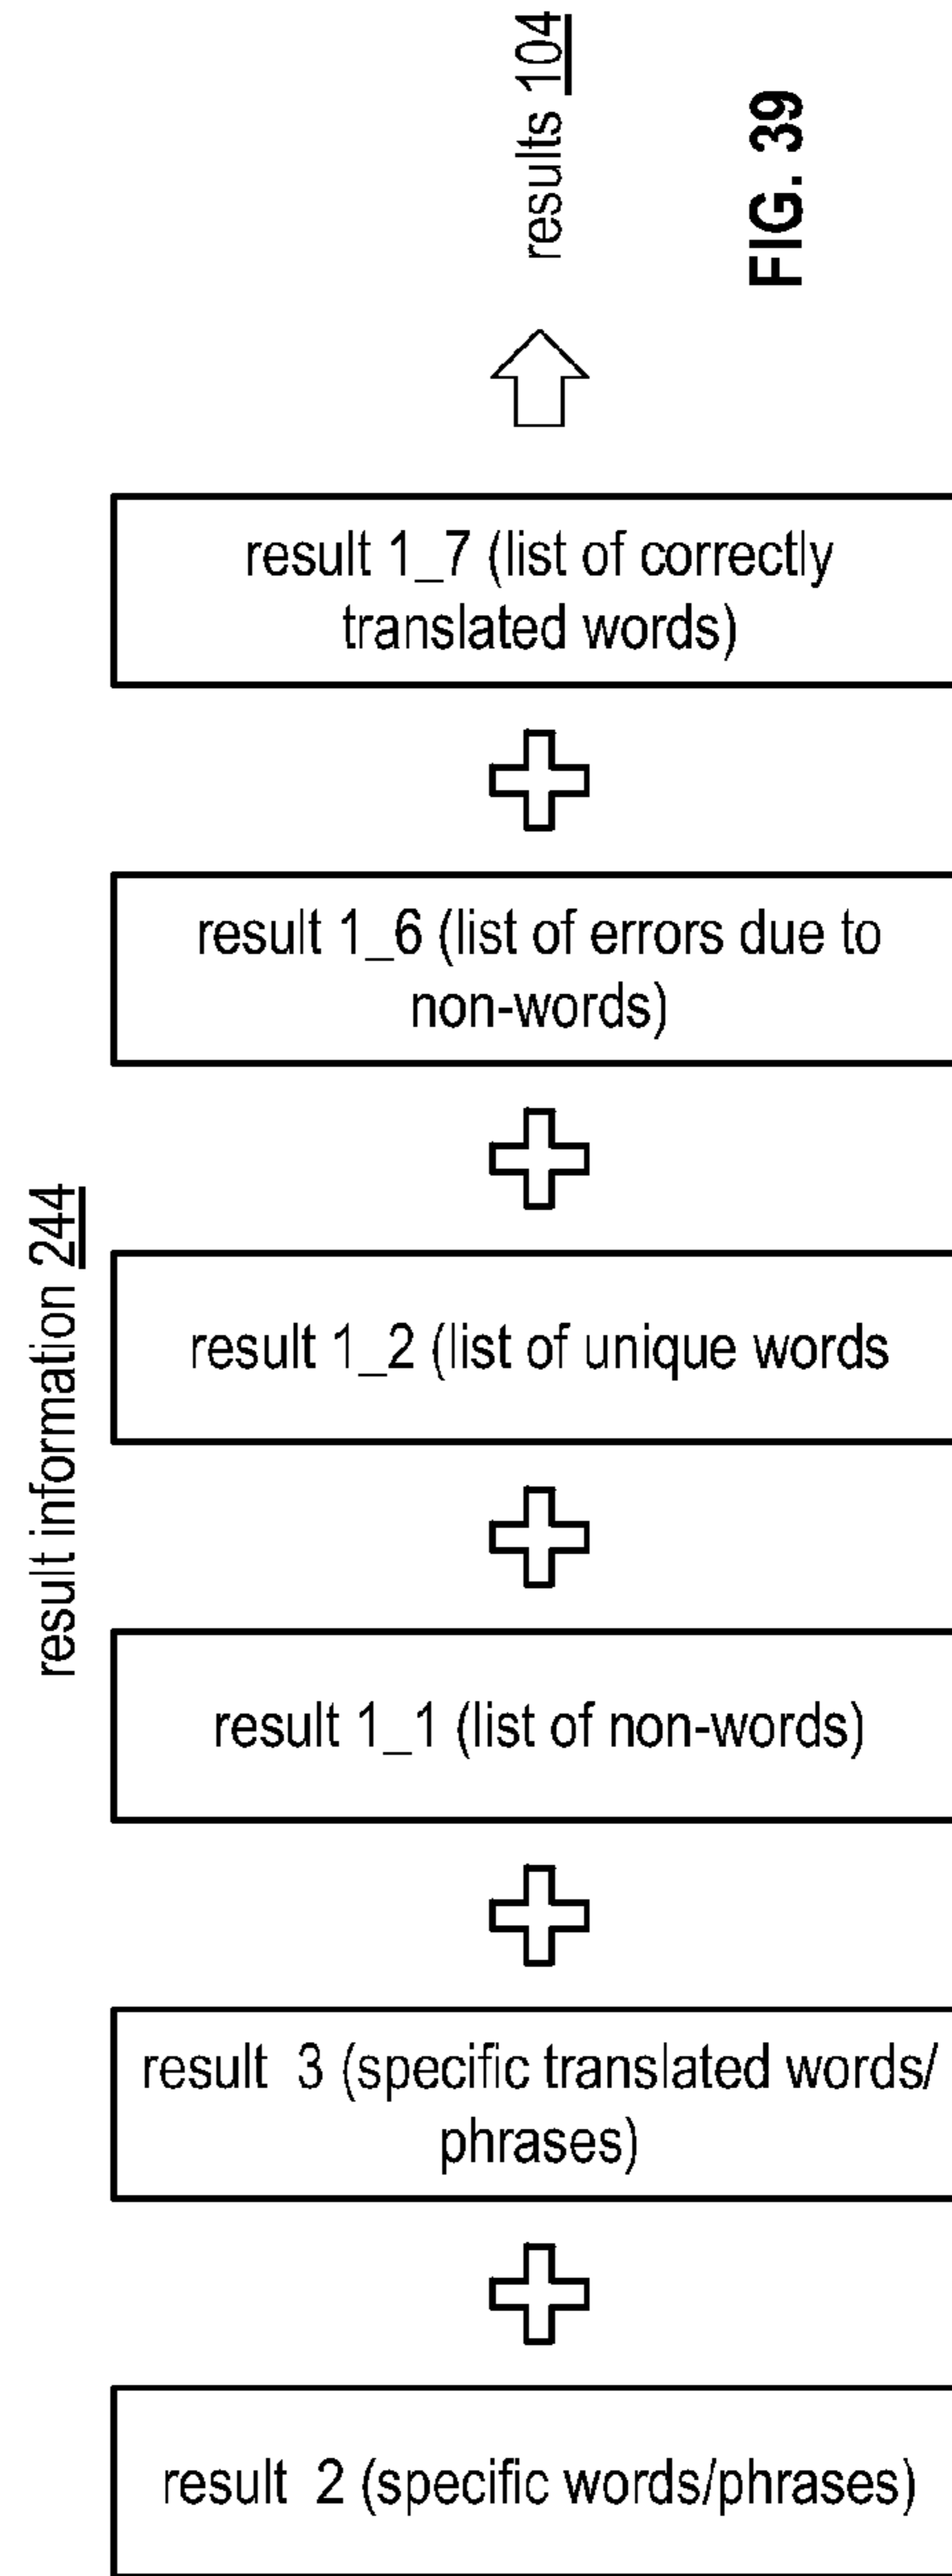 results 104
FIG. 39
result 1_7 (list of correctly
translated words)
result 1_6 (list of errors due to
non-words)
result information 244
result 1_2 (list of unique words
result 1_1 (list of non-words)
result 3 (specific translated words/
phrases)
result 2 (specific words/phrases)